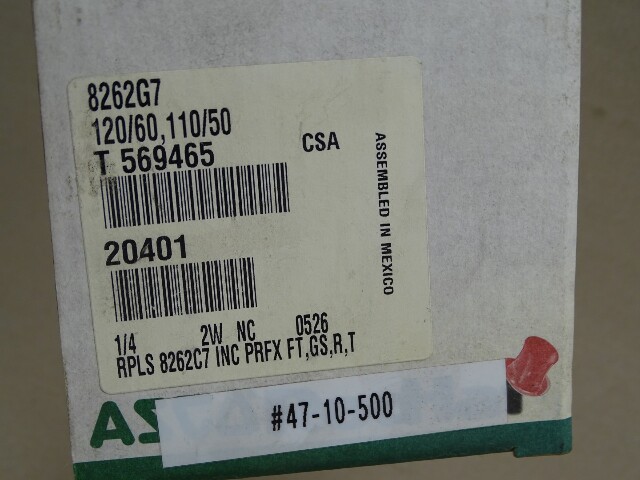 8262G7
120/60,110/50
T 569465
CSA
ASSEMBLED IN MEXICO
20401
1/4 2W NC 0526
RPLS 8262C7 INC PRFX FT,GS,R,T
AS
#47-10-500